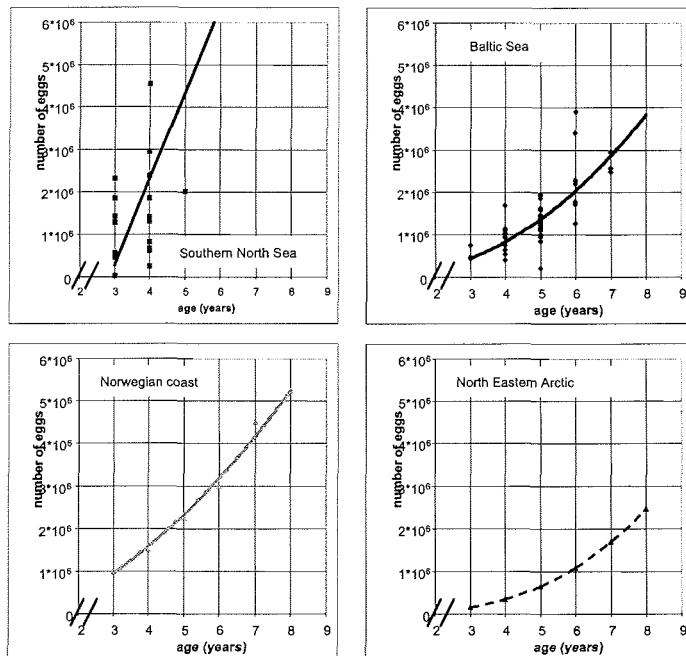 6*10⁶
5*10⁶
4*10⁶
3*10⁶
2*10⁶
1*10⁶
0
number of eggs
Southern North Sea
2 3 4 5 6 7 8 9
age (years)
6*10⁶
5*10⁶
4*10⁶
3*10⁶
2*10⁶
1*10⁶
0
number of eggs
Baltic Sea
2 3 4 5 6 7 8 9
age (years)
6*10⁶
5*10⁶
4*10⁶
3*10⁶
2*10⁶
1*10⁶
0
number of eggs
Norwegian coast
2 3 4 5 6 7 8 9
age (years)
6*10⁶
5*10⁶
4*10⁶
3*10⁶
2*10⁶
1*10⁶
0
number of eggs
North Eastern Arctic
2 3 4 5 6 7 8 9
age (years)